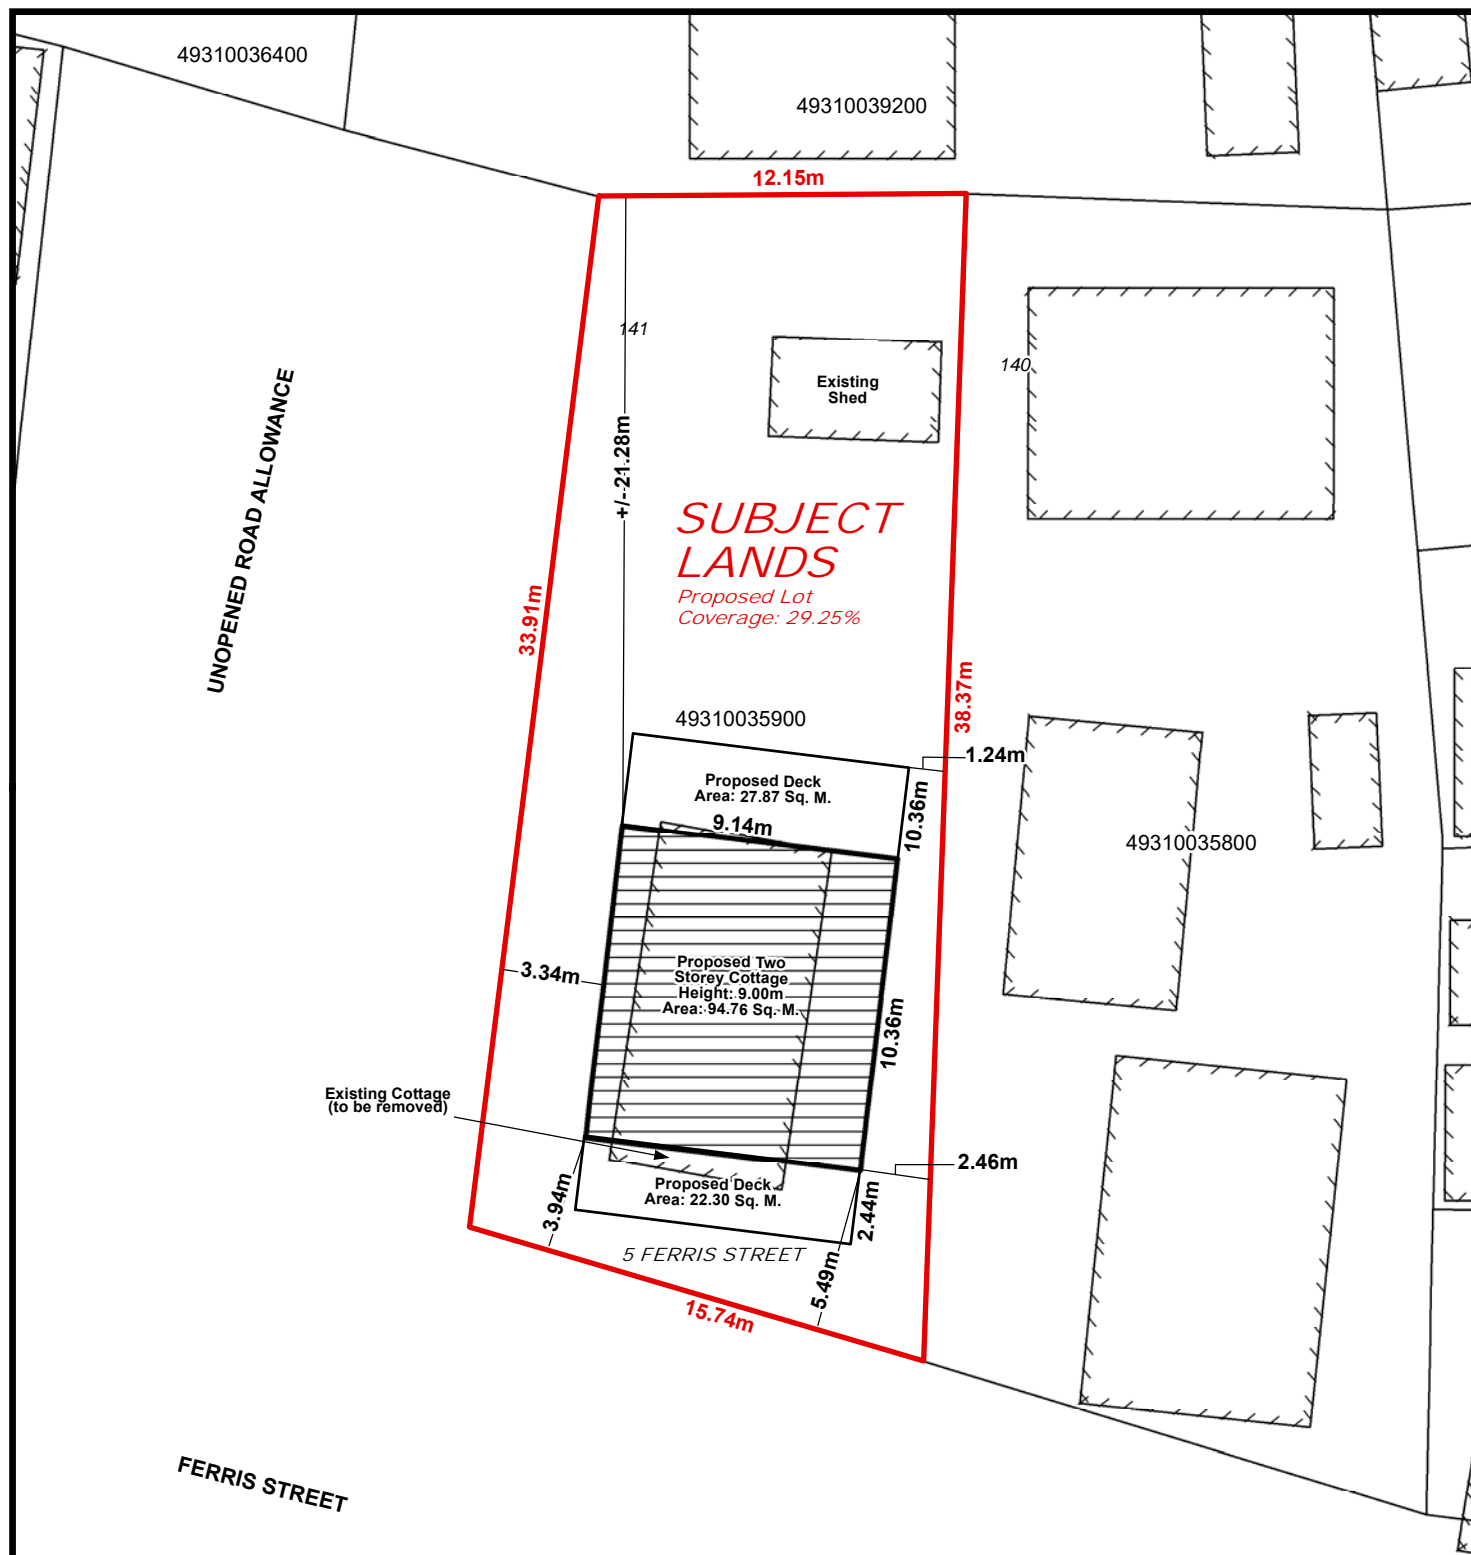 49310036400
49310039200
12.15m
141
140
Existing
Shed
+/-21.28m
UNOPENED ROAD ALLOWANCE
SUBJECT
LANDS
Proposed Lot
Coverage: 29.25%
33.91m
38.37m
49310035900
1.24m
Proposed Deck
Area: 27.87 Sq. M.
10.36m
9.14m
49310035800
3.34m
Proposed Two
Storey Cottage
Height: 9.00m
Area: 94.76 Sq. M.
10.36m
Existing Cottage
(to be removed)
2.46m
Proposed Deck
Area: 22.30 Sq. M.
3.94m
2.44m
5 FERRIS STREET
5.49m
15.74m
FERRIS STREET